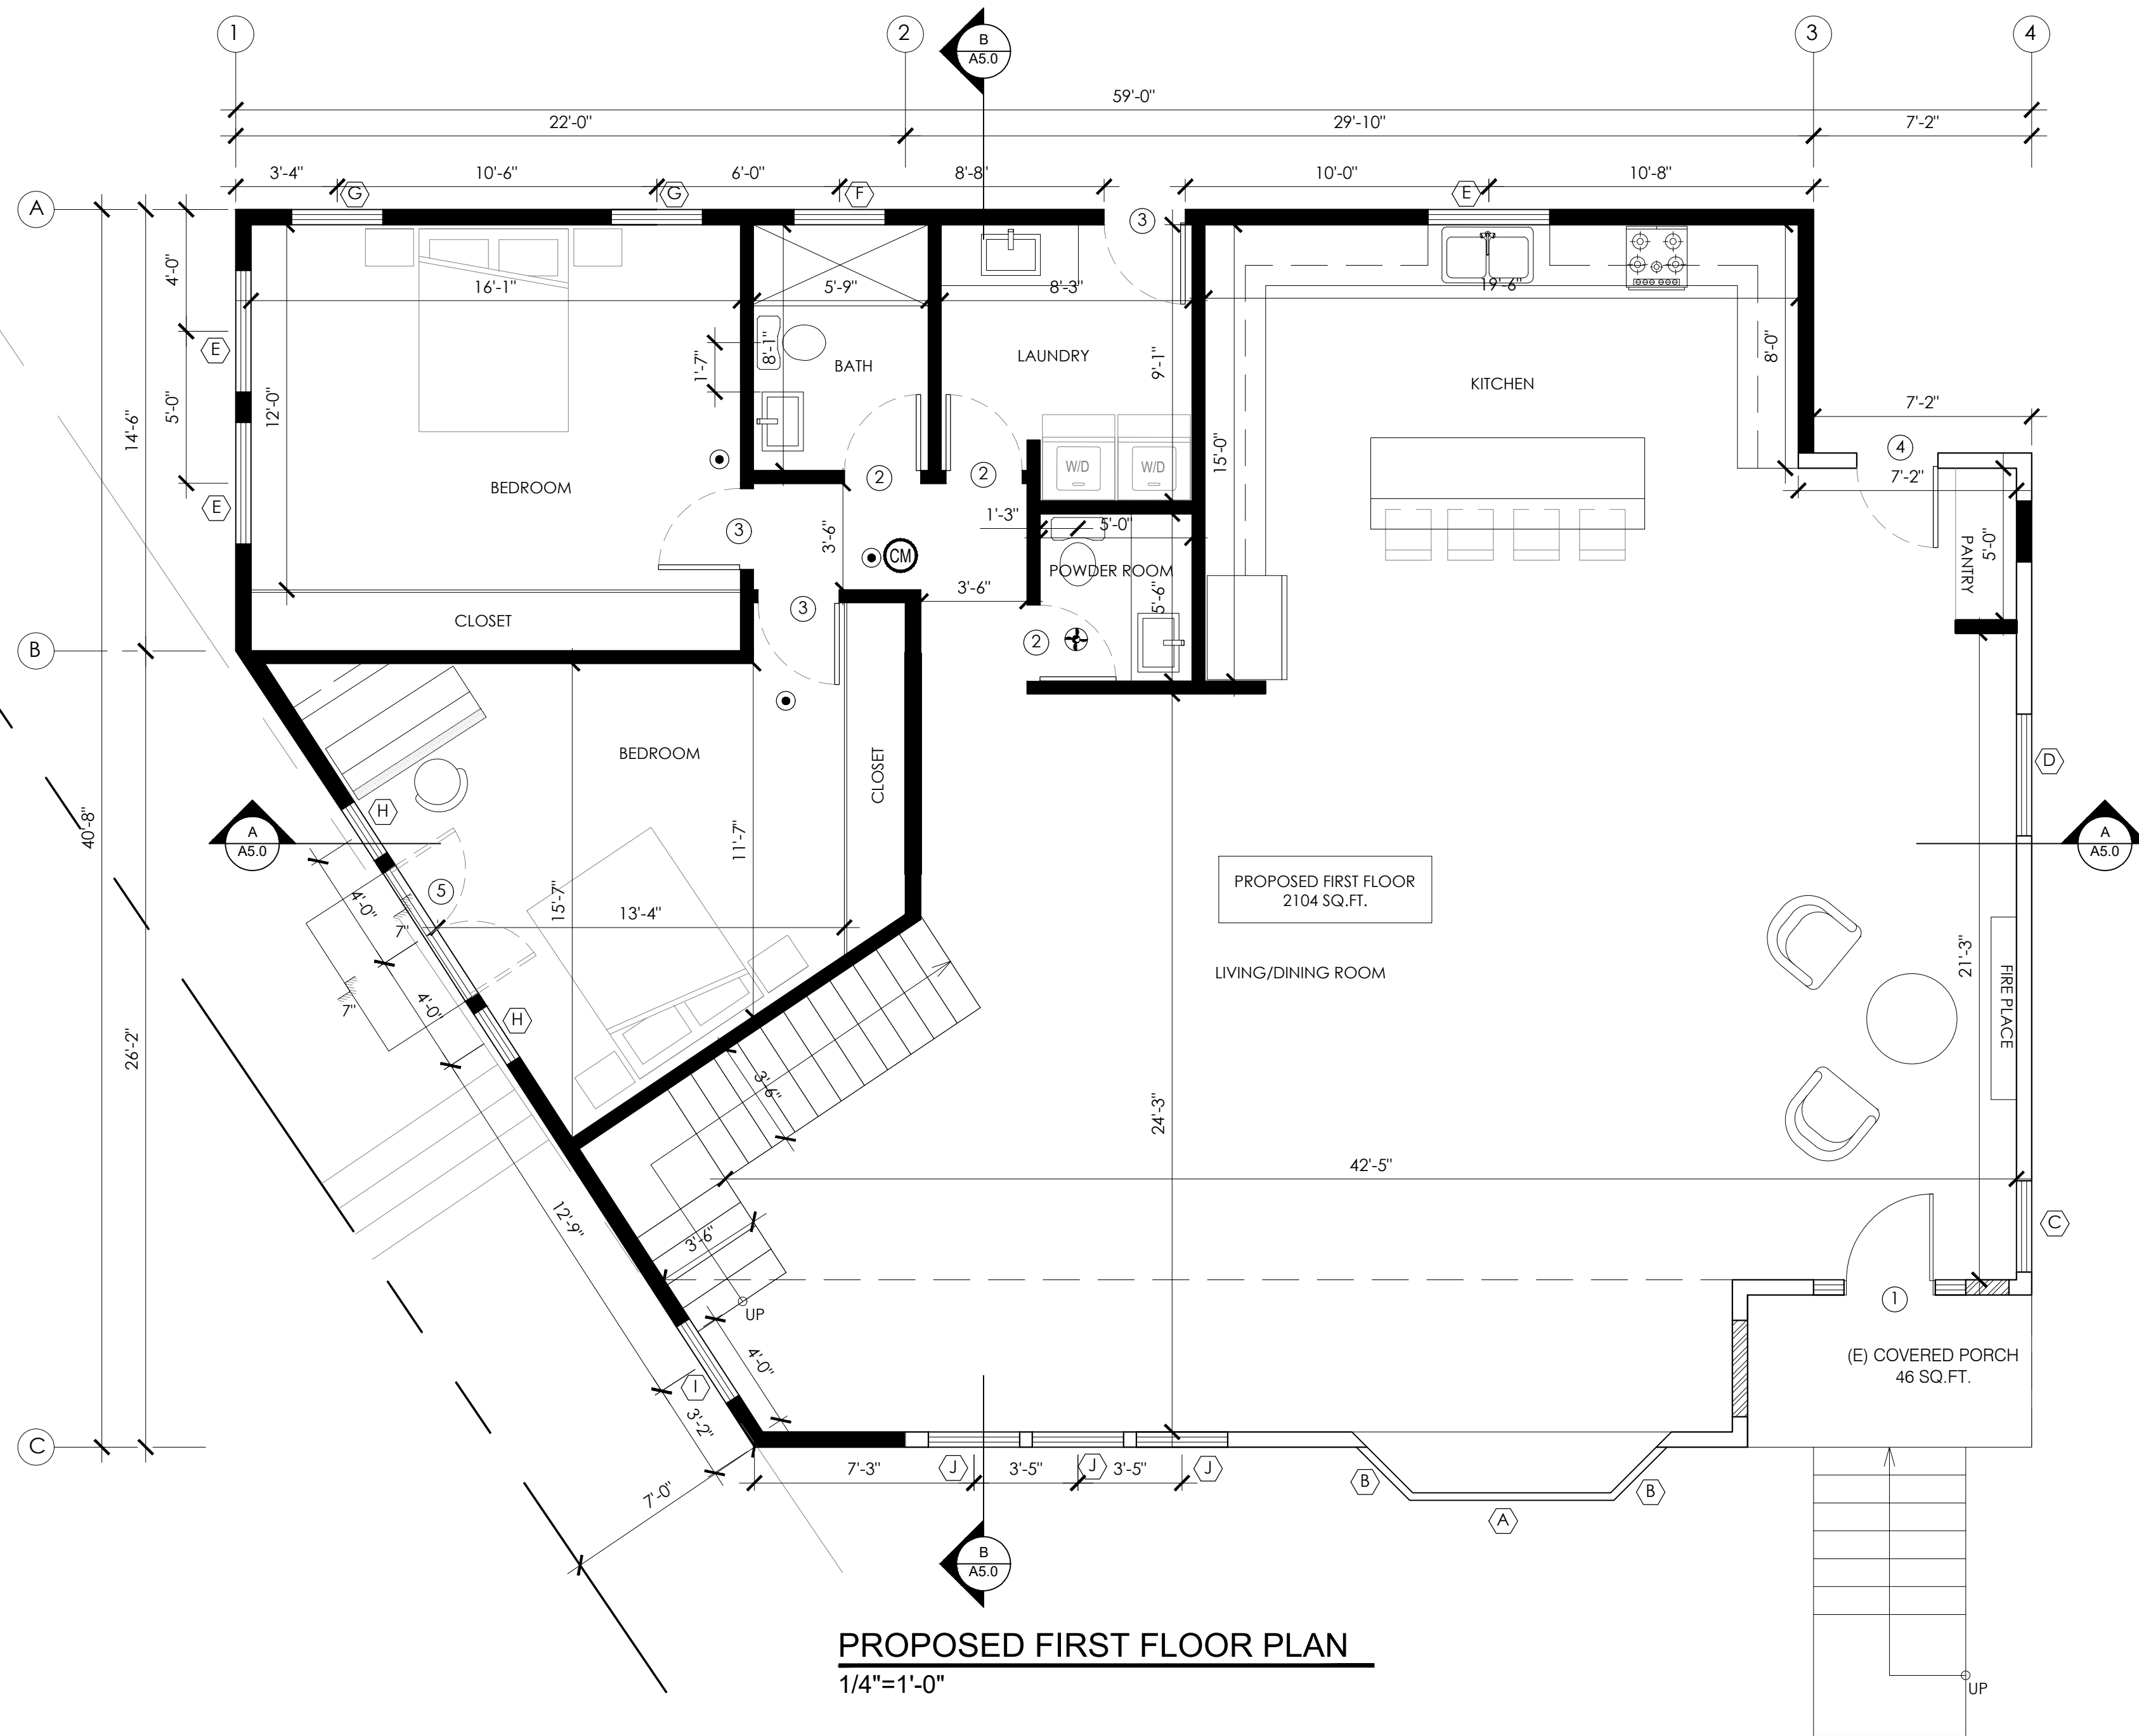 1
2
B
A5.0
3
4
59'-0"
22'-0"
29'-10"
7'-2"
3'-4"
G
10'-6"
G
6'-0"
F
8'-8"
3
10'-0"
E
10'-8"
A
4'-0"
E
5'-0"
E
14'-6"
40'-8"
12'-0"
16'-1"
5'-9"
8'-3"
19'-6"
8'-1"
1'-7"
BATH
LAUNDRY
9'-1"
KITCHEN
8'-0"
7'-2"
4
7'-2"
15'-0"
W/D
W/D
BEDROOM
2
2
3
3'-6"
CM
1'-3"
5'-0"
POWDER ROOM
5'-6"
PANTRY
5'-0"
3'-6"
3
CLOSET
2
B
BEDROOM
CLOSET
D
H
A
A5.0
A
A5.0
11'-7"
PROPOSED FIRST FLOOR
2104 SQ.FT.
5
4'-0"
7"
15'-7"
13'-4"
LIVING/DINING ROOM
21'-3"
FIRE PLACE
7"
4'-0"
H
26'-2"
3'-6"
24'-3"
42'-5"
12'-9"
3'-6"
C
UP
1
(E) COVERED PORCH
46 SQ.FT.
4'-0"
I
3'-2"
C
7'-3"
J
3'-5"
J
3'-5"
J
B
A
B
7'-0"
B
A5.0
PROPOSED FIRST FLOOR PLAN
1/4"=1'-0"
UP